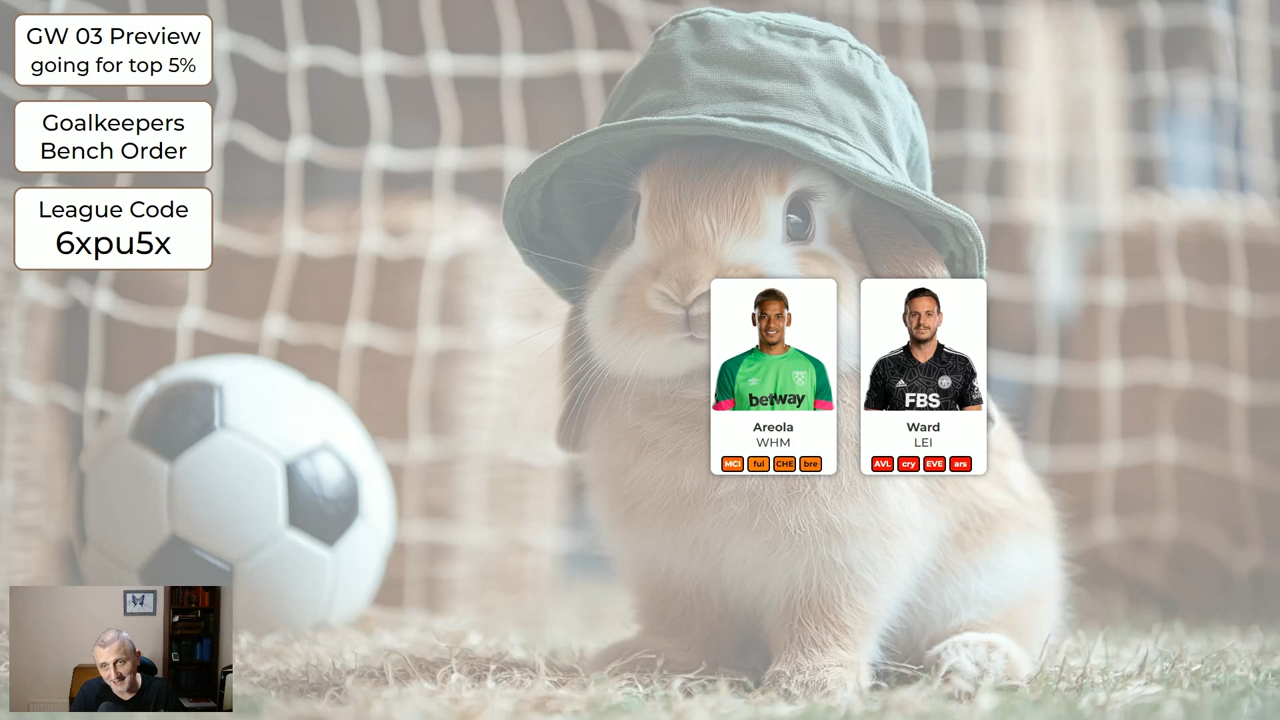 GW 03 Preview
going for top 5%
Goalkeepers
Bench Order
League Code
6xpu5x
betway
Areola
WHM
MCI ful CHE bre
FBS
Ward
LEI
AVL cry EVE ars